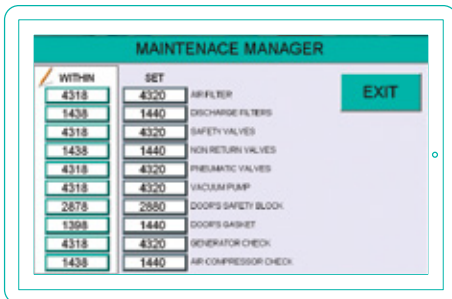 MAINTENACE MANAGER
WITHIN SET
4318 4320 AIR FILTER
1438 1440 DISCHARGE FILTERS
4318 4320 SAFETY VALVES
1438 1440 NON RETURN VALVES
4318 4320 PNEUMATIC VALVES
4318 4320 VACUUM PUMP
2878 2880 DOOR'S SAFETY BLOCK
1398 1440 DOOR'S GASKET
4318 4320 GENERATOR CHECK
1438 1440 AIR COMPRESSOR CHECK
EXIT